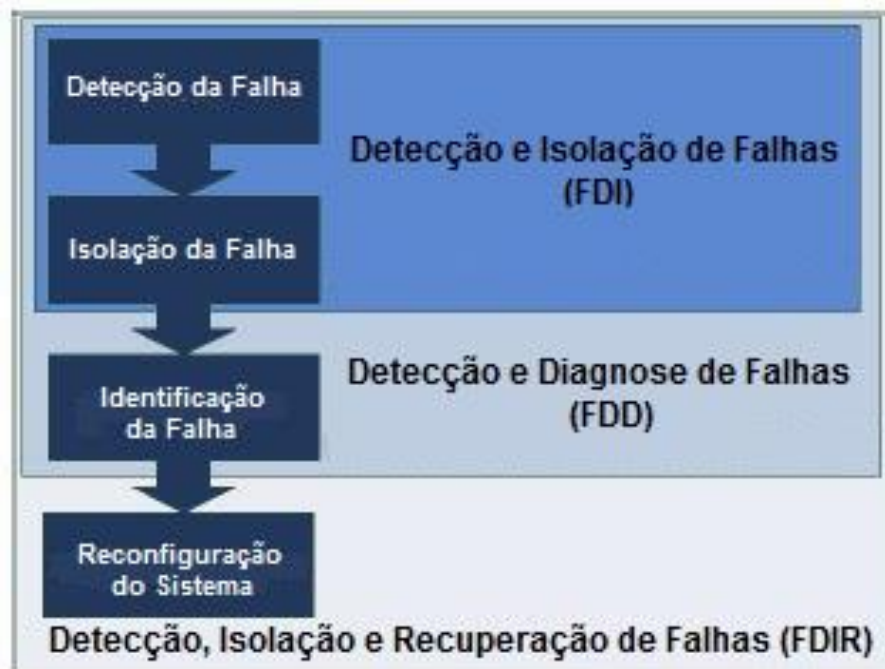 Detecção da Falha
Detecção e Isolação de Falhas
(FDI)
Isolação da Falha
Identificação
da Falha
Detecção e Diagnose de Falhas
(FDD)
Reconfiguração
do Sistema
Detecção, Isolação e Recuperação de Falhas (FDIR)